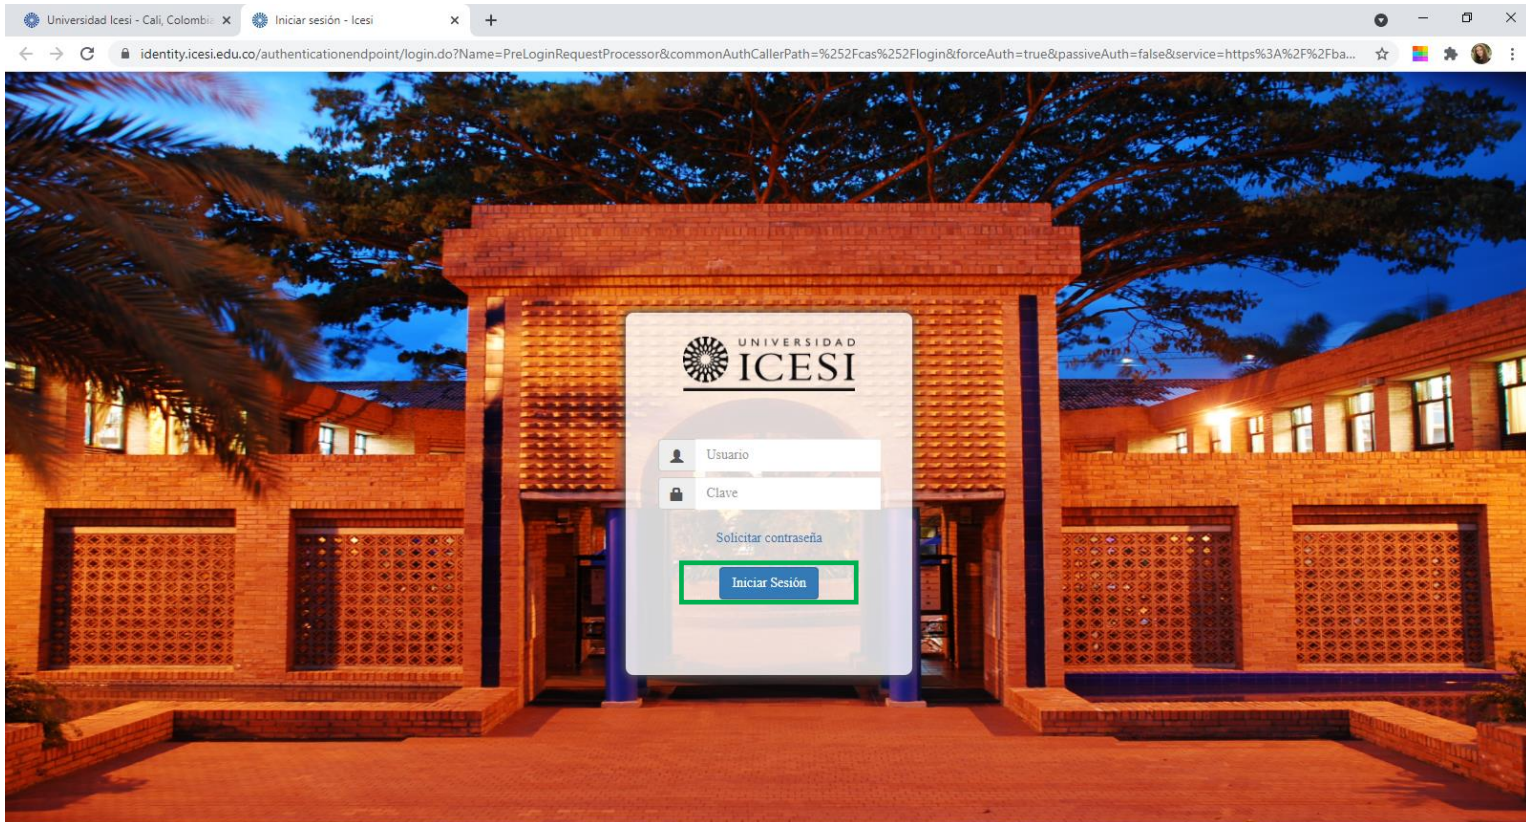 Universidad Icesi - Cali, Colombia
Iniciar sesión - Icesi
identity.icesi.edu.co/authenticationendpoint/login.do?Name=PreLoginRequestProcessor&commonAuthCallerPath=%252Fcas%252Flogin&forceAuth=true&passiveAuth=false&service=https%3A%2F%2Fba...
UNIVERSIDAD
ICESI
Usuario
Clave
Solicitar contraseña
Iniciar Sesión